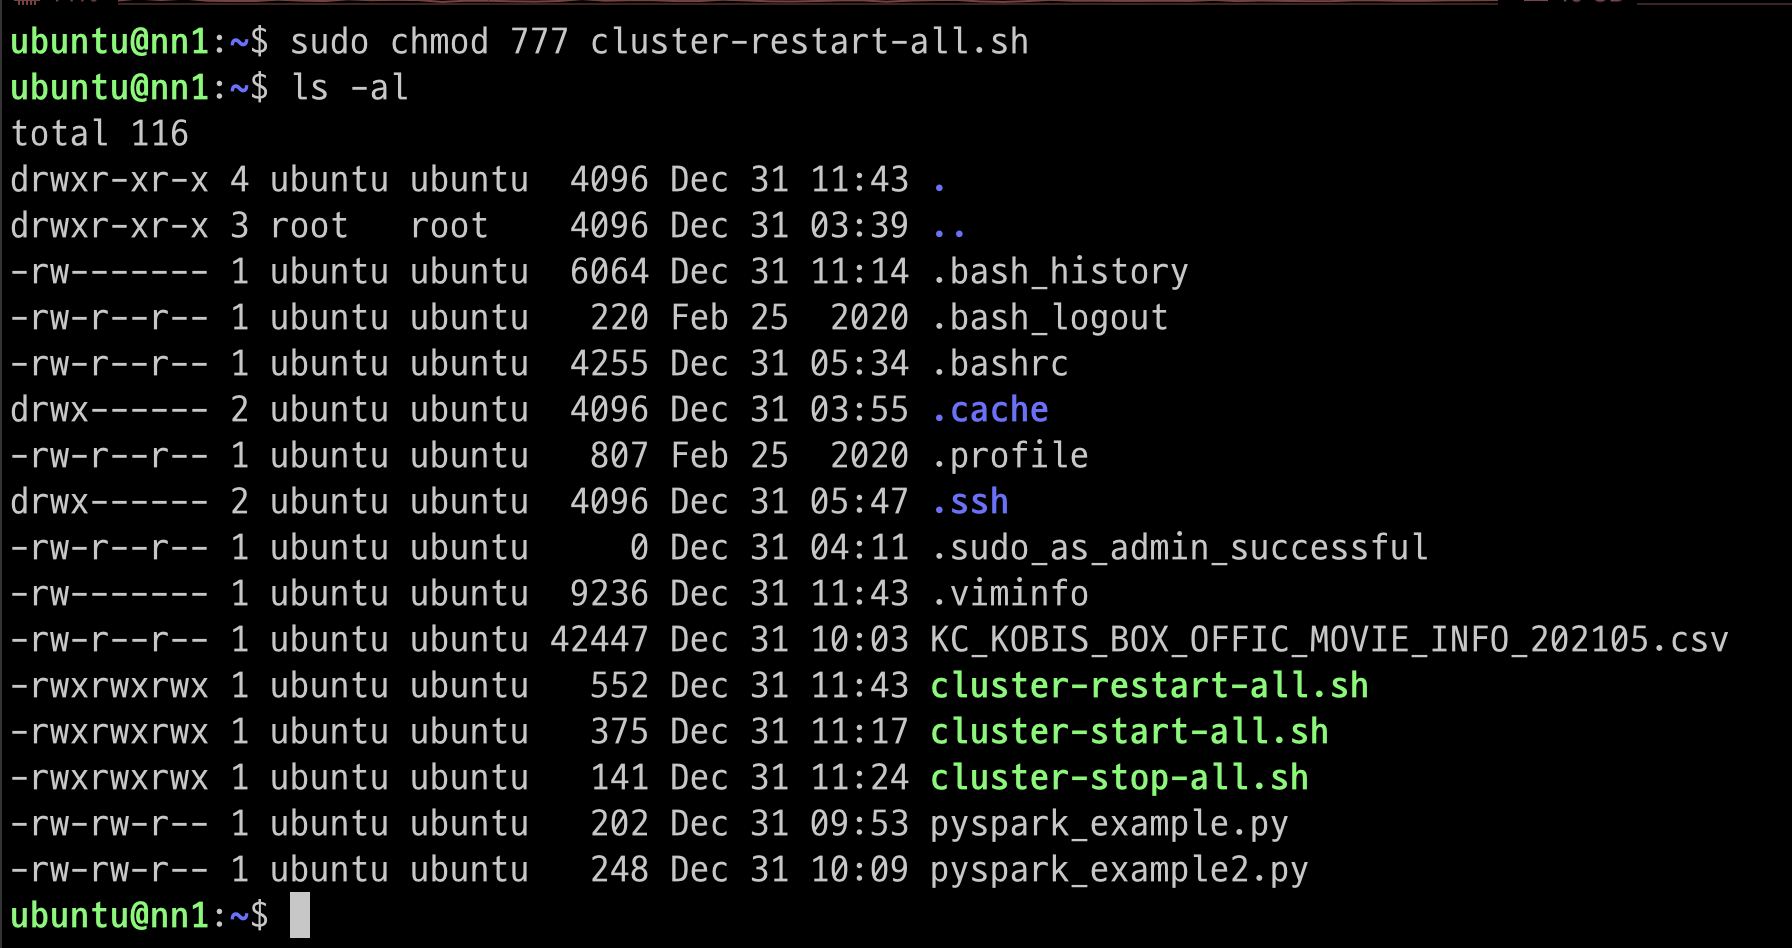 ubuntu@nn1:~$ sudo chmod 777 cluster-restart-all.sh
ubuntu@nn1:~$ ls -al
total 116
drwxr-xr-x 4 ubuntu ubuntu  4096 Dec 31 11:43 .
drwxr-xr-x 3 root   root    4096 Dec 31 03:39 ..
-rw------- 1 ubuntu ubuntu  6064 Dec 31 11:14 .bash_history
-rw-r--r-- 1 ubuntu ubuntu   220 Feb 25  2020 .bash_logout
-rw-r--r-- 1 ubuntu ubuntu  4255 Dec 31 05:34 .bashrc
drwx------ 2 ubuntu ubuntu  4096 Dec 31 03:55 .cache
-rw-r--r-- 1 ubuntu ubuntu   807 Feb 25  2020 .profile
drwx------ 2 ubuntu ubuntu  4096 Dec 31 05:47 .ssh
-rw-r--r-- 1 ubuntu ubuntu     0 Dec 31 04:11 .sudo_as_admin_successful
-rw------- 1 ubuntu ubuntu  9236 Dec 31 11:43 .viminfo
-rw-r--r-- 1 ubuntu ubuntu 42447 Dec 31 10:03 KC_KOBIS_BOX_OFFIC_MOVIE_INFO_202105.csv
-rwxrwxrwx 1 ubuntu ubuntu   552 Dec 31 11:43 cluster-restart-all.sh
-rwxrwxrwx 1 ubuntu ubuntu   375 Dec 31 11:17 cluster-start-all.sh
-rwxrwxrwx 1 ubuntu ubuntu   141 Dec 31 11:24 cluster-stop-all.sh
-rw-rw-r-- 1 ubuntu ubuntu   202 Dec 31 09:53 pyspark_example.py
-rw-rw-r-- 1 ubuntu ubuntu   248 Dec 31 10:09 pyspark_example2.py
ubuntu@nn1:~$